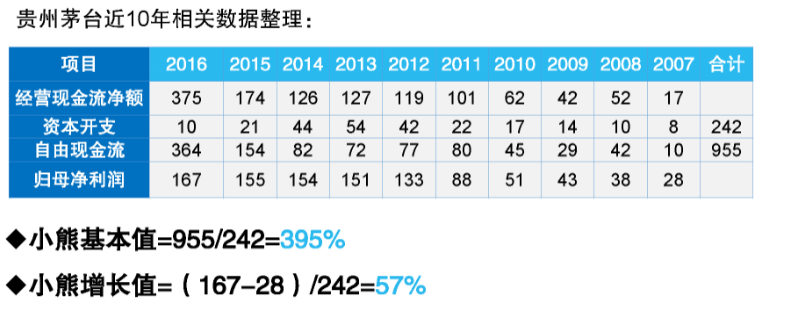 贵州茅台近10年相关数据整理：
项目 2016 2015 2014 2013 2012 2011 2010 2009 2008 2007 合计
经营现金流净额 375 174 126 127 119 101 62 42 52 17
资本开支 10 21 44 54 42 22 17 14 10 8 242
自由现金流 364 154 82 72 77 80 45 29 42 10 955
归母净利润 167 155 154 151 133 88 51 43 38 28
◆小熊基本值=955/242=395%
◆小熊增长值=（167-28）/242=57%